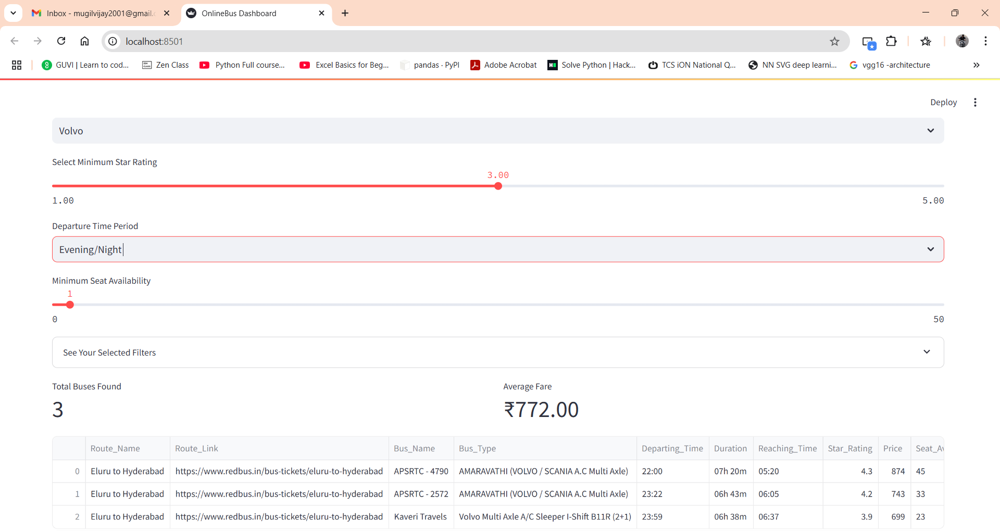 Inbox - mugilvijay2001@gmail.c
OnlineBus Dashboard
localhost:8501
GUVI | Learn to cod...
ZEN CLASS
Zen Class
Python Full course...
Excel Basics for Beg...
pandas · PyPI
Adobe Acrobat
Solve Python | Hack...
TCS iON National Q...
NN SVG deep learni...
vgg16 -architecture
Deploy
Volvo
Select Minimum Star Rating
3.00
1.00 5.00
Departure Time Period
Evening/Night
Minimum Seat Availability
1
0 50
See Your Selected Filters
Total Buses Found Average Fare
3 ₹772.00
Route_Name Route_Link Bus_Name Bus_Type Departing_Time Duration Reaching_Time Star_Rating Price Seat_Av
0 Eluru to Hyderabad https://www.redbus.in/bus-tickets/eluru-to-hyderabad APSRTC - 4790 AMARAVATHI (VOLVO / SCANIA A.C Multi Axle) 22:00 07h 20m 05:20 4.3 874 45
1 Eluru to Hyderabad https://www.redbus.in/bus-tickets/eluru-to-hyderabad APSRTC - 2572 AMARAVATHI (VOLVO / SCANIA A.C Multi Axle) 23:22 06h 43m 06:05 4.2 743 33
2 Eluru to Hyderabad https://www.redbus.in/bus-tickets/eluru-to-hyderabad Kaveri Travels Volvo Multi Axle A/C Sleeper I-Shift B11R (2+1) 23:59 06h 38m 06:37 3.9 699 23